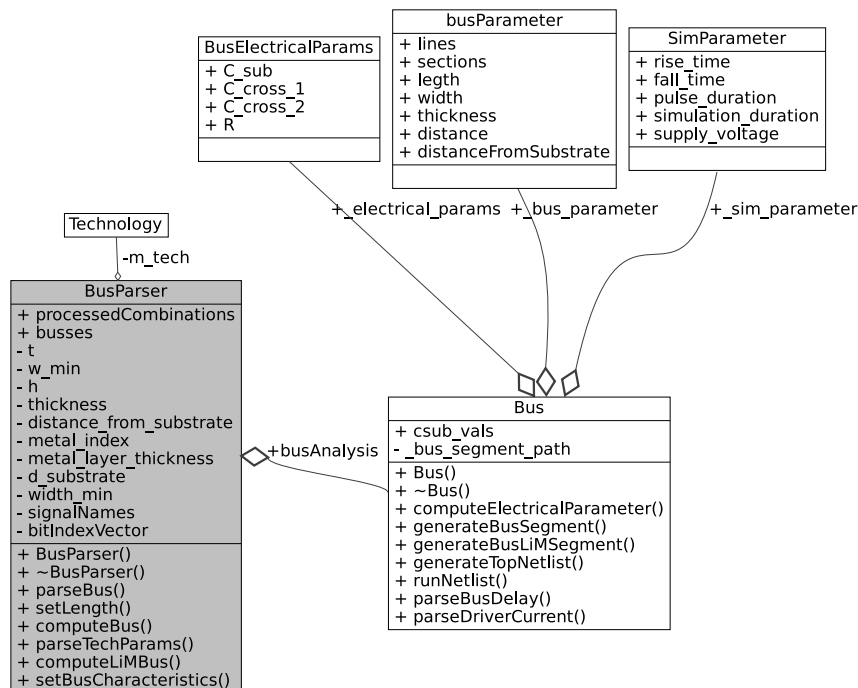 BusElectricalParams
+ C_sub
+ C_cross_1
+ C_cross_2
+ R
busParameter
+ lines
+ sections
+ legth
+ width
+ thickness
+ distance
+ distanceFromSubstrate
SimParameter
+ rise_time
+ fall_time
+ pulse_duration
+ simulation_duration
+ supply_voltage
+_electrical_params
+_bus_parameter
+_sim_parameter
Technology
-m_tech
BusParser
+ processedCombinations
+ busses
- t
- w_min
- h
- thickness
- distance_from_substrate
- metal_index
- metal_layer_thickness
- d_substrate
- width_min
- signalNames
- bitIndexVector
+ BusParser()
+ ~BusParser()
+ parseBus()
+ setLength()
+ computeBus()
+ parseTechParams()
+ computeLiMBus()
+ setBusCharacteristics()
+busAnalysis
Bus
+ csub_vals
- _bus_segment_path
+ Bus()
+ ~Bus()
+ computeElectricalParameter()
+ generateBusSegment()
+ generateBusLiMSegment()
+ generateTopNetlist()
+ runNetlist()
+ parseBusDelay()
+ parseDriverCurrent()